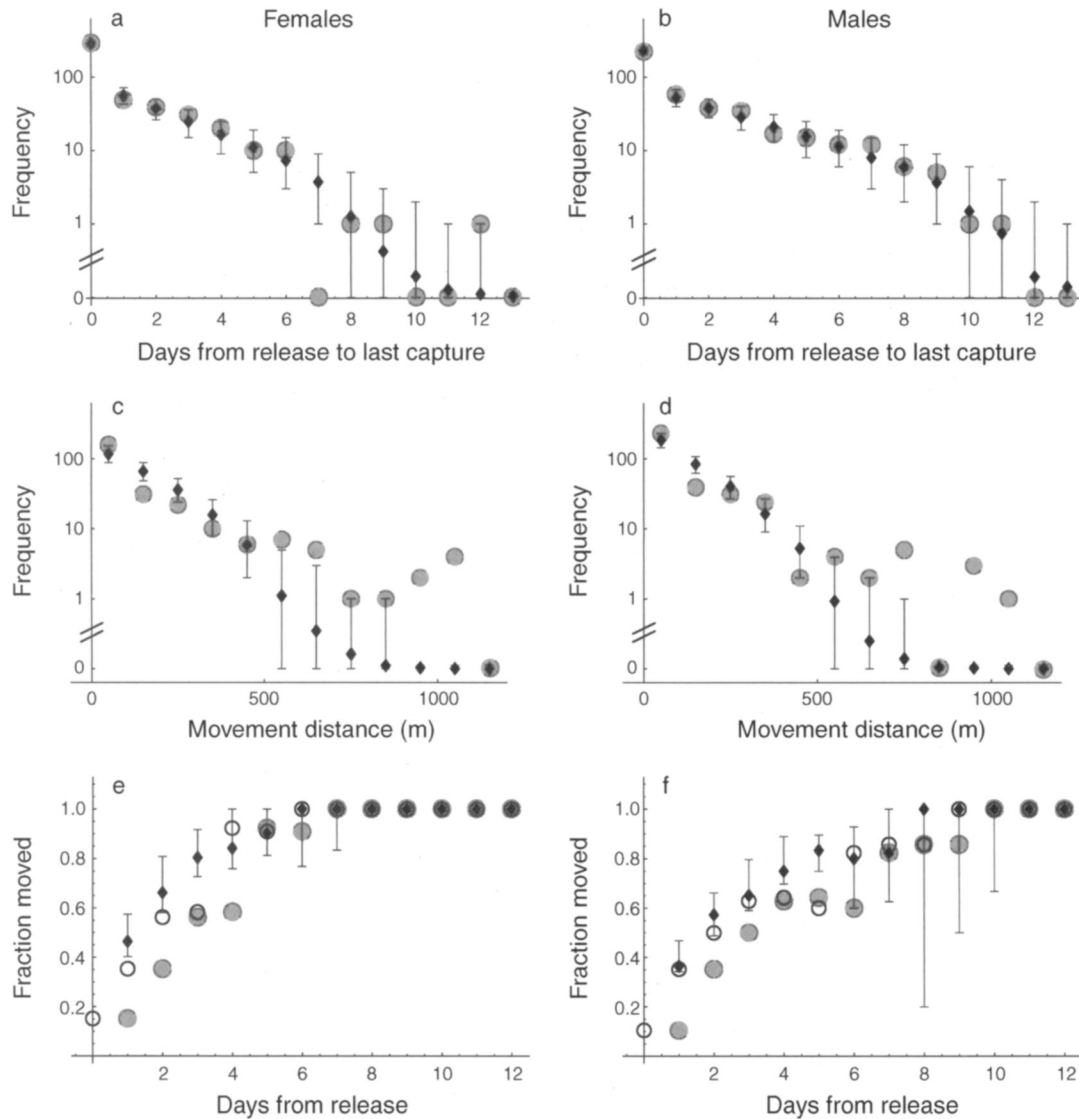 a Females
b Males
Frequency
100
10
1
0
0 2 4 6 8 10 12
Days from release to last capture
Frequency
100
10
1
0
0 2 4 6 8 10 12
Days from release to last capture
c
Frequency
100
10
1
0
0 500 1000
Movement distance (m)
d
Frequency
100
10
1
0
0 500 1000
Movement distance (m)
e
Fraction moved
1.0
0.8
0.6
0.4
0.2
2 4 6 8 10 12
Days from release
f
Fraction moved
1.0
0.8
0.6
0.4
0.2
2 4 6 8 10 12
Days from release